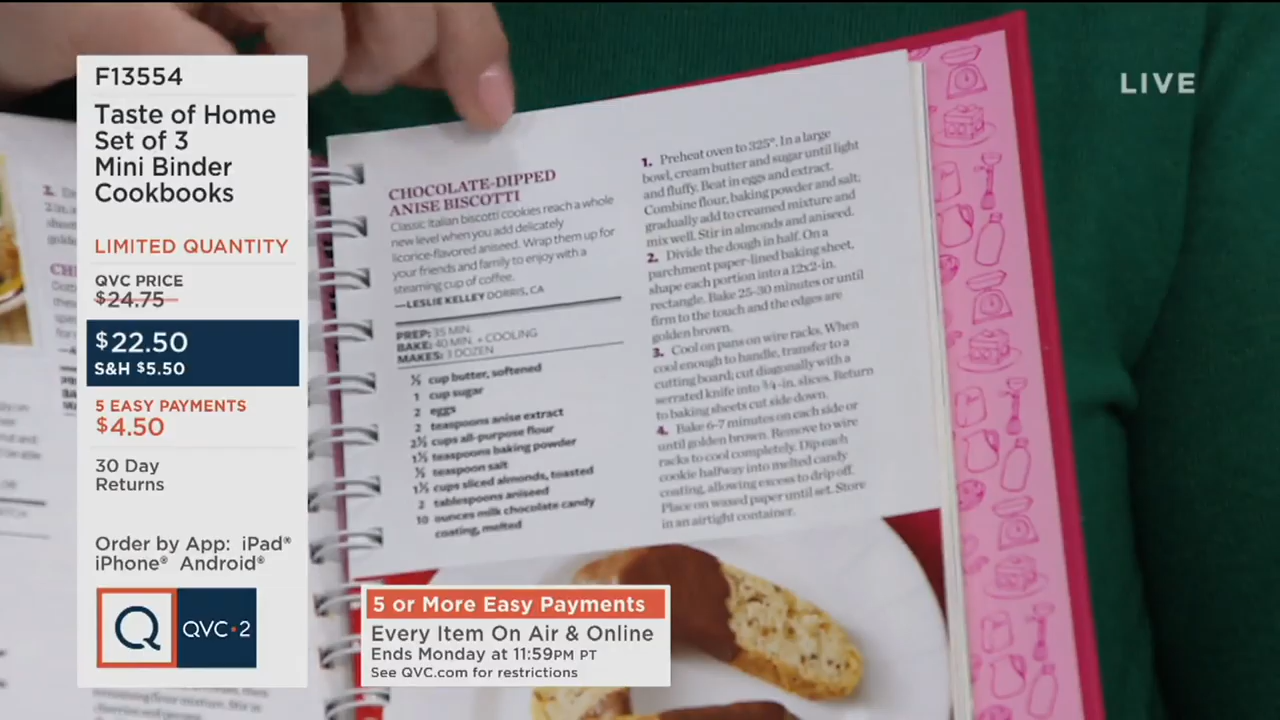 F13554
Taste of Home
Set of 3
Mini Binder
Cookbooks
LIMITED QUANTITY
QVC PRICE
$24.75
$22.50
S&H $5.50
5 EASY PAYMENTS
$4.50
30 Day
Returns
Order by App: iPad®
iPhone® Android®
Q QVC•2
LIVE
CHOCOLATE-DIPPED
ANISE BISCOTTI
Classic Italian biscotti cookies reach a whole
new level when you add delicately
licorice-flavored aniseed. Wrap them up for
your friends and family to enjoy with a
steaming cup of coffee.
—LESLIE KELLEY DORRIS, CA
PREP: 35 MIN.
BAKE: 40 MIN. + COOLING
MAKES: 3 DOZEN
cup butter, softened
1 cup sugar
2 eggs
2 teaspoons anise extract
cups all-purpose flour
teaspoons baking powder
teaspoon salt
cups sliced almonds, toasted
2 tablespoons aniseed
10 ounces milk chocolate candy
coating, melted
1. Preheat oven to 325°. In a large
bowl, cream butter and sugar until light
and fluffy. Beat in eggs and extract.
Combine flour, baking powder and salt;
gradually add to creamed mixture and
mix well. Stir in almonds and aniseed.
2. Divide the dough in half. On a
parchment paper-lined baking sheet,
shape each portion into a 12x2-in.
rectangle. Bake 25-30 minutes or until
firm to the touch and the edges are
golden brown.
3. Cool on pans on wire racks. When
cool enough to handle, transfer to a
cutting board; cut diagonally with a
serrated knife into 3/4-in. slices. Return
to baking sheets cut side down.
4. Bake 6-7 minutes on each side or
until golden brown. Remove to wire
racks to cool completely. Dip each
cookie halfway into melted candy
coating, allowing excess to drip off.
Place on waxed paper until set. Store
in an airtight container.
5 or More Easy Payments
Every Item On Air & Online
Ends Monday at 11:59PM PT
See QVC.com for restrictions